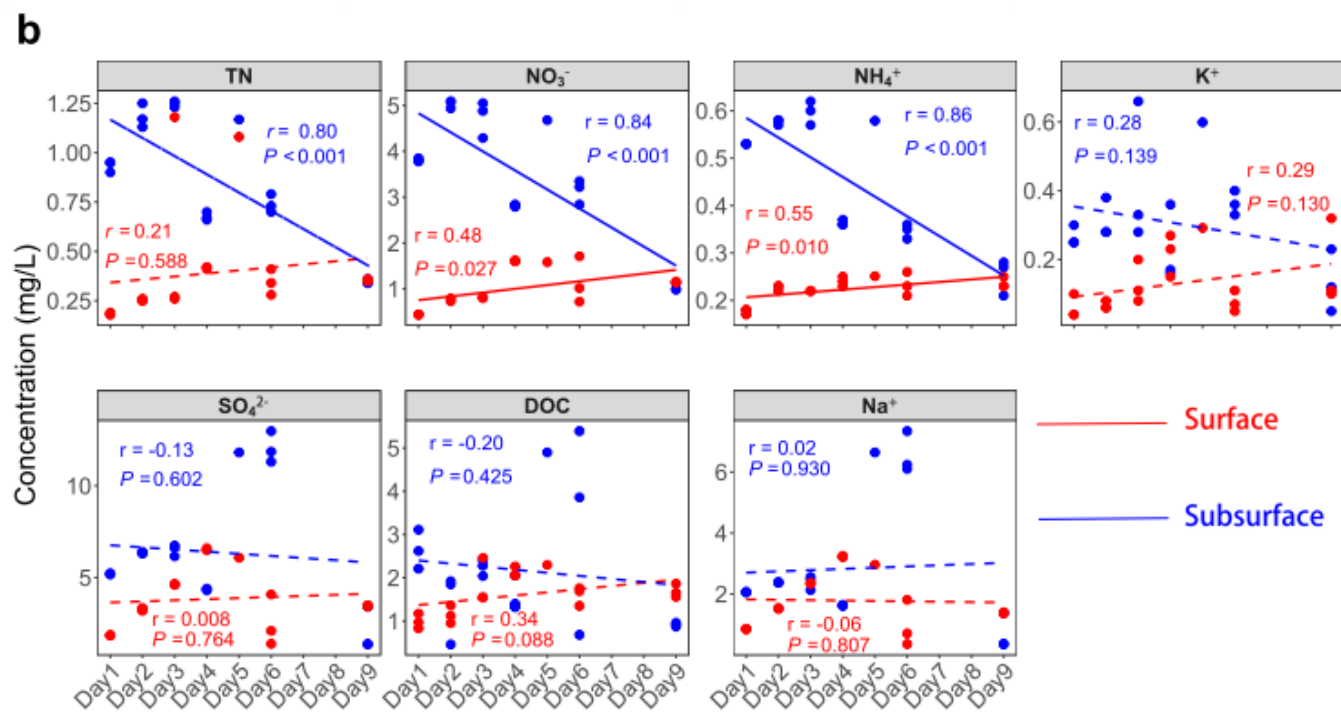 b
TN
NO₃⁻
NH₄⁺
K⁺
Concentration (mg/L)
1.25
1.00
0.75
0.50
0.25
r = 0.80
P <0.001
r = 0.21
P =0.588
5
4
3
2
1
r = 0.84
P <0.001
r = 0.48
P =0.027
0.6
0.5
0.4
0.3
0.2
r = 0.86
P <0.001
r = 0.55
P =0.010
0.6
0.4
0.2
r = 0.28
P =0.139
r = 0.29
P =0.130
SO₄²⁻
DOC
Na⁺
10
5
r = -0.13
P =0.602
r = 0.008
P =0.764
5
4
3
2
1
r = -0.20
P =0.425
r = 0.34
P =0.088
6
4
2
r = 0.02
P =0.930
r = -0.06
P =0.807
Surface
Subsurface
Day1
Day2
Day3
Day4
Day5
Day6
Day7
Day8
Day9
Day1
Day2
Day3
Day4
Day5
Day6
Day7
Day8
Day9
Day1
Day2
Day3
Day4
Day5
Day6
Day7
Day8
Day9